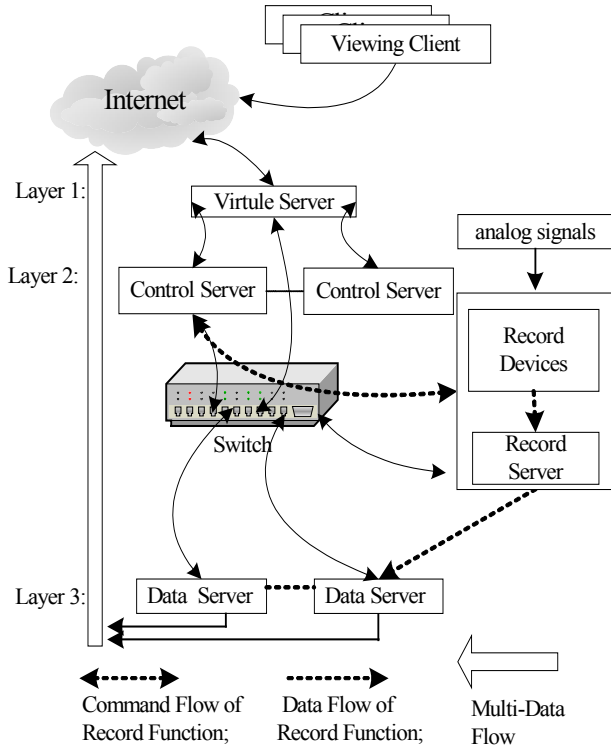 Viewing Client
Internet
Layer 1:
Virtule Server
analog signals
Layer 2:
Control Server
Control Server
Record
Devices
Switch
Record
Server
Layer 3:
Data Server
Data Server
Command Flow of
Record Function;
Data Flow of
Record Function;
Multi-Data
Flow